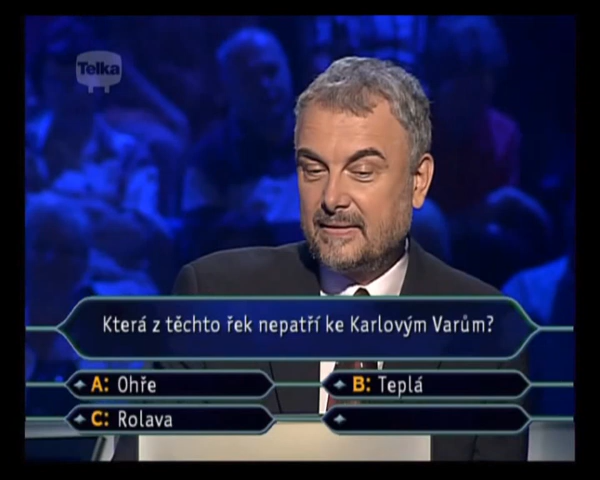 Telka
Která z těchto řek nepatří ke Karlovým Varům?
A: Ohře
B: Teplá
C: Rolava